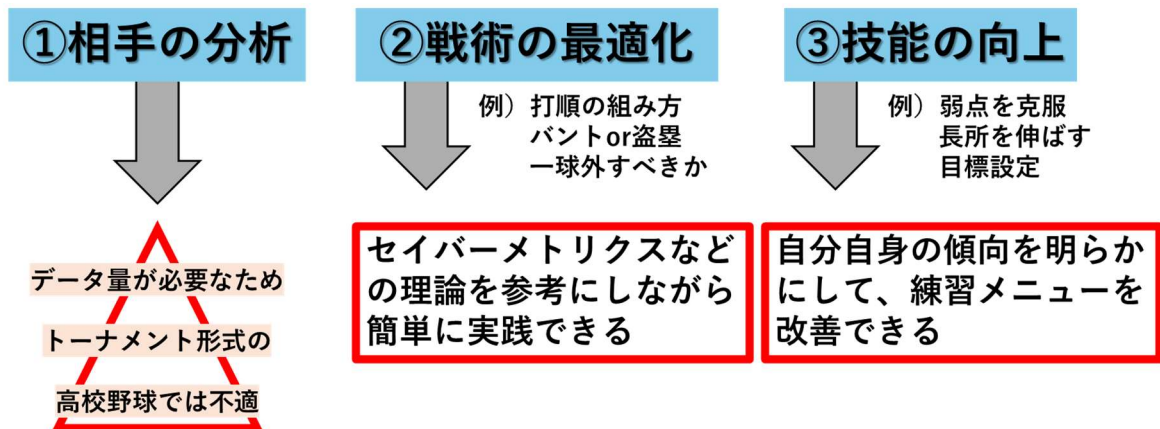 ①相手の分析
データ量が必要なため
トーナメント形式の
高校野球では不適
②戦術の最適化
例）打順の組み方
バントor盗塁
一球外すべきか
セイバーメトリクスなど
の理論を参考にしながら
簡単に実践できる
③技能の向上
例）弱点を克服
長所を伸ばす
目標設定
自分自身の傾向を明らか
にして、練習メニューを
改善できる